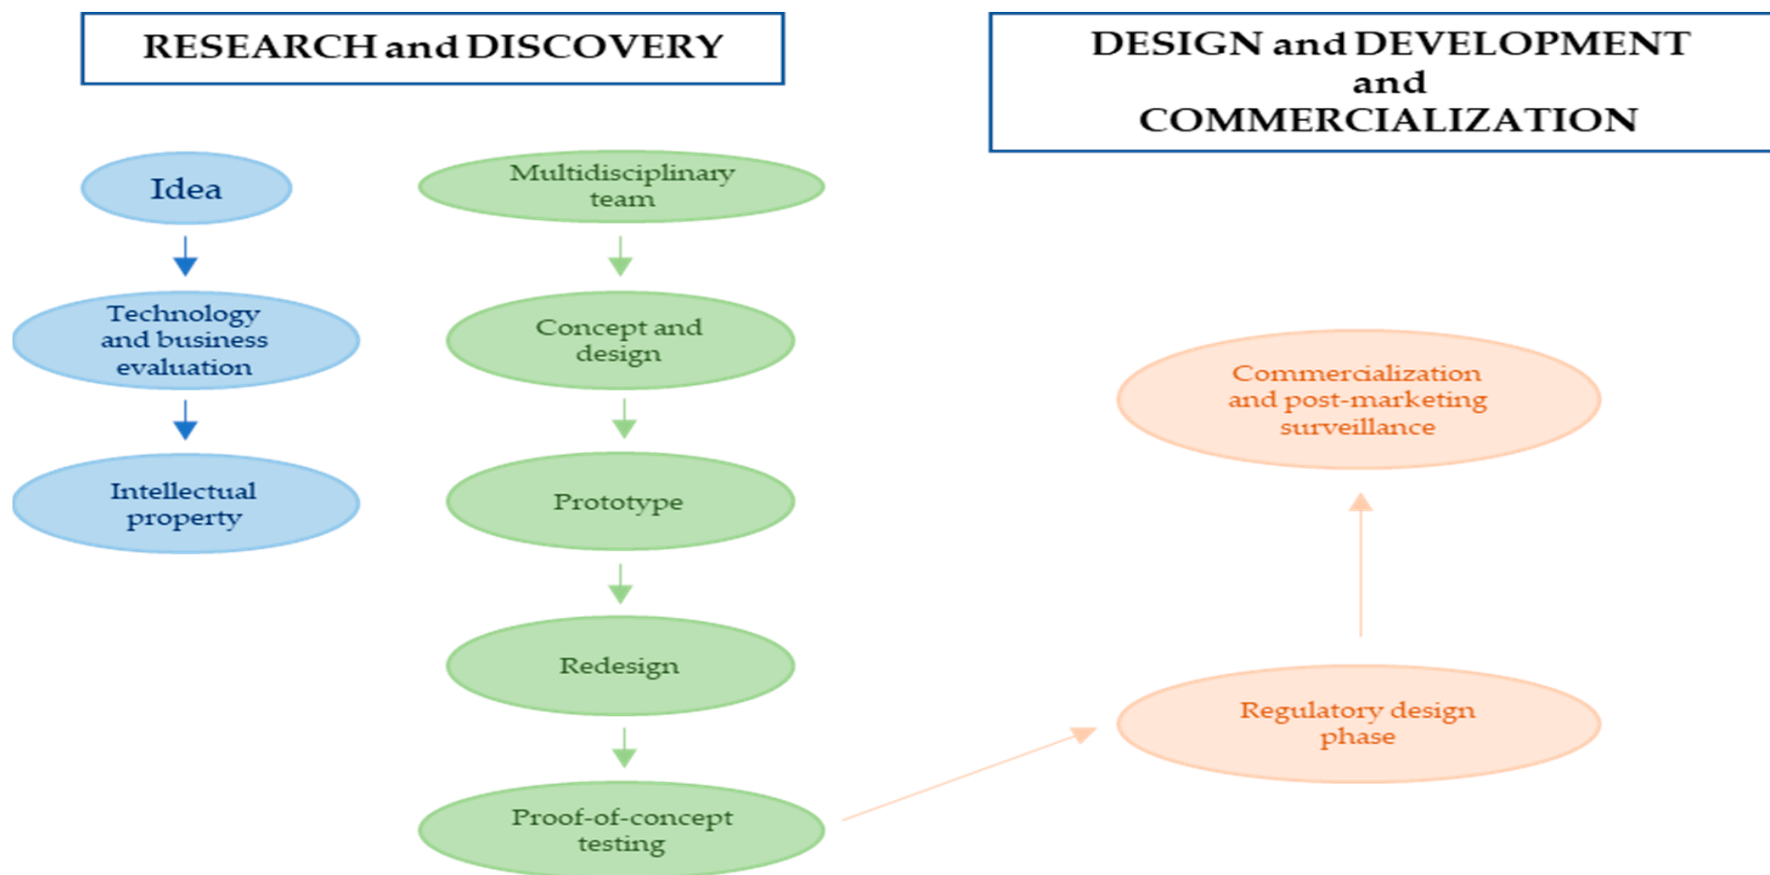 RESEARCH and DISCOVERY
DESIGN and DEVELOPMENT
and
COMMERCIALIZATION
Idea
Technology
and business
evaluation
Intellectual
property
Multidisciplinary
team
Concept and
design
Prototype
Redesign
Proof-of-concept
testing
Commercialization
and post-marketing
surveillance
Regulatory design
phase